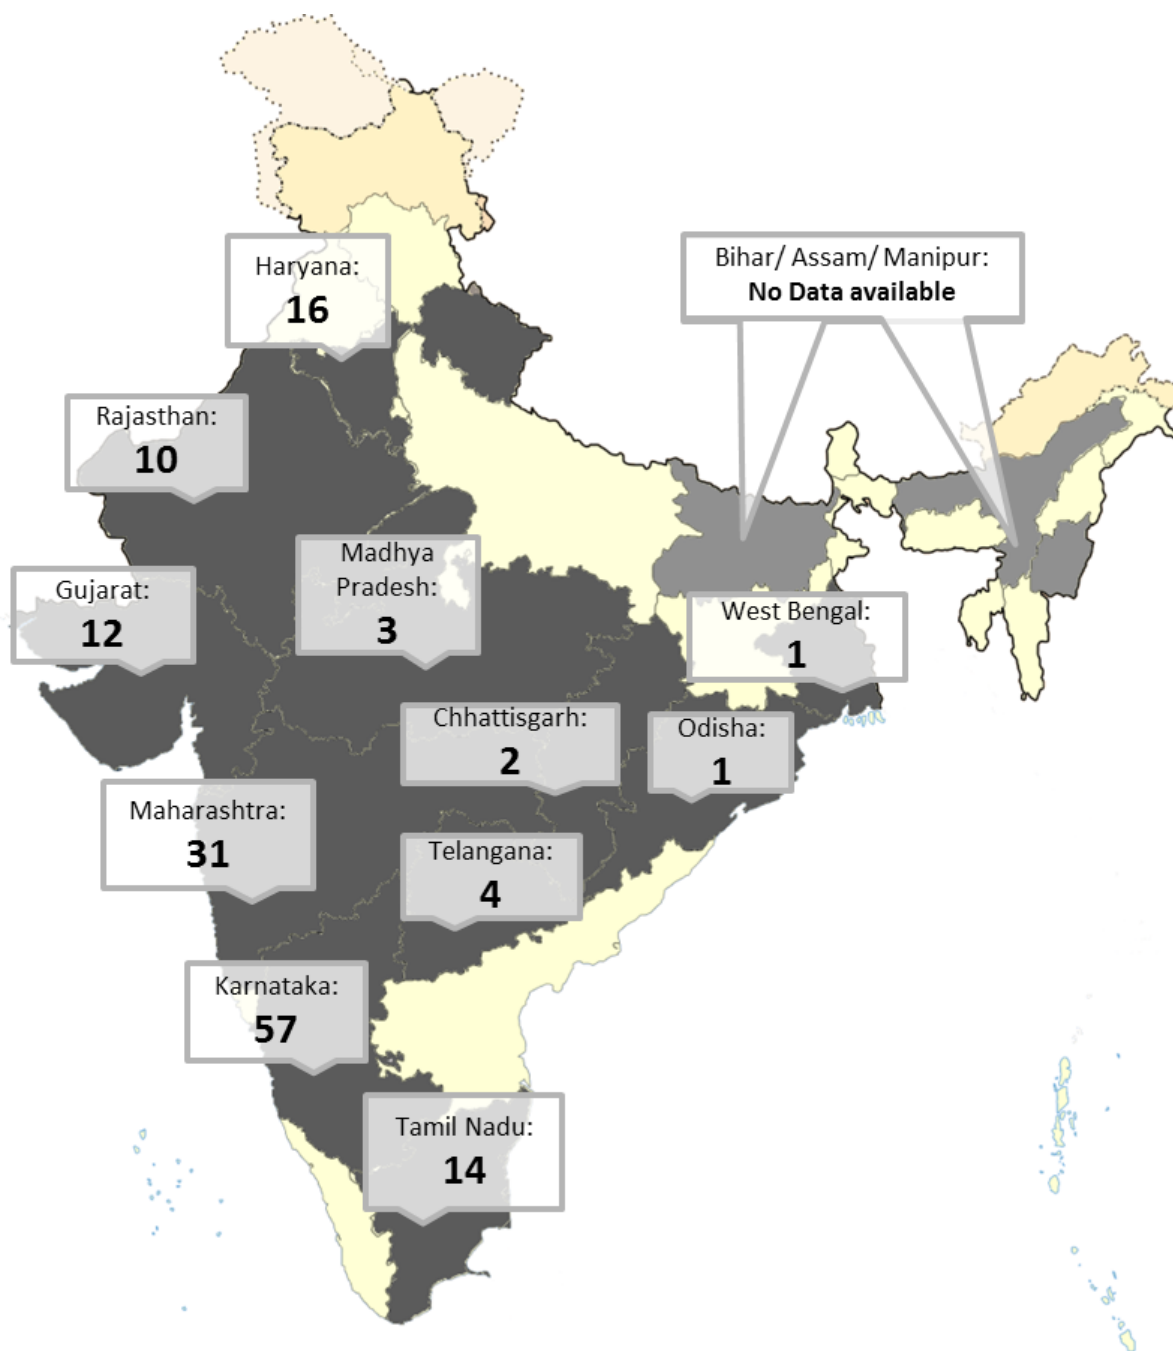 Haryana:
16
Bihar/ Assam/ Manipur:
No Data available
Rajasthan:
10
Madhya
Pradesh:
3
Gujarat:
12
West Bengal:
1
Chhattisgarh:
2
Odisha:
1
Maharashtra:
31
Telangana:
4
Karnataka:
57
Tamil Nadu:
14